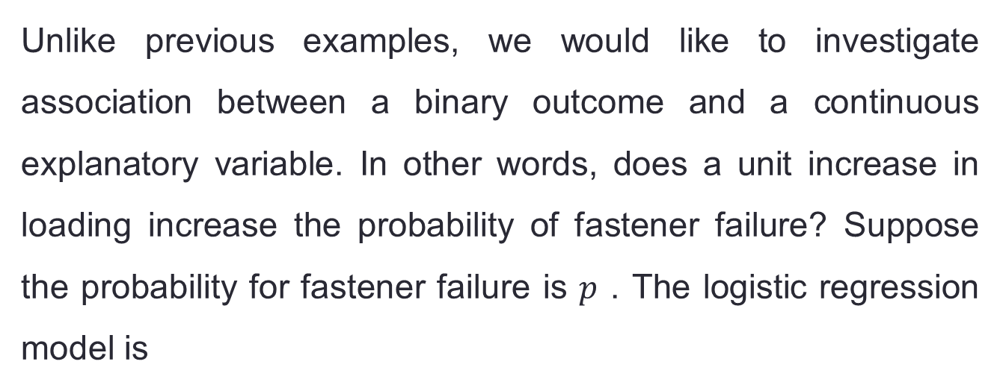 Unlike previous examples, we would like to investigate
association between a binary outcome and a continuous
explanatory variable. In other words, does a unit increase in
loading increase the probability of fastener failure? Suppose
the probability for fastener failure is p . The logistic regression
model is